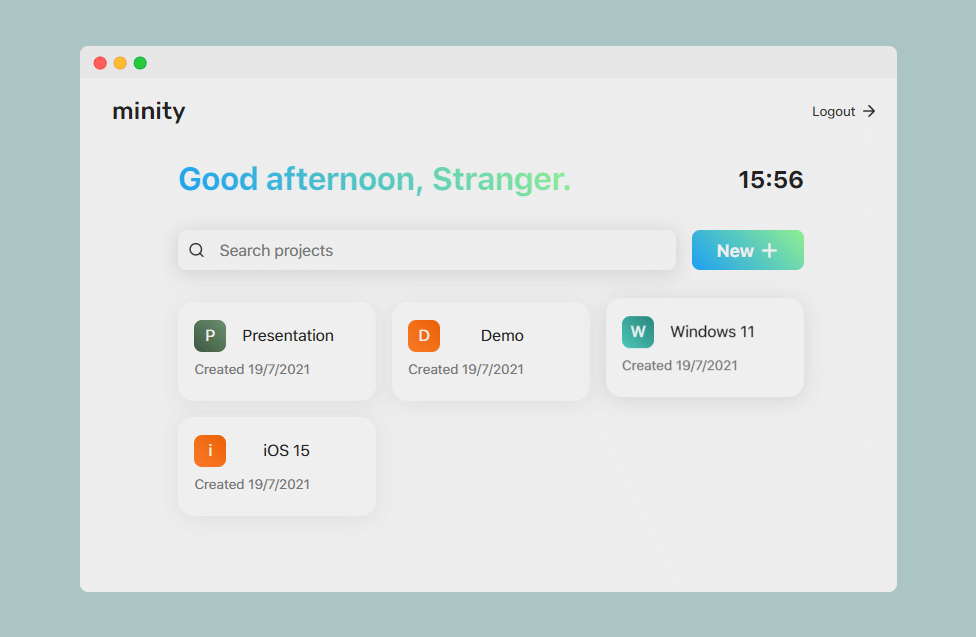 minity
Logout
Good afternoon, Stranger.
15:56
Search projects
New +
P Presentation
Created 19/7/2021
D Demo
Created 19/7/2021
W Windows 11
Created 19/7/2021
i iOS 15
Created 19/7/2021